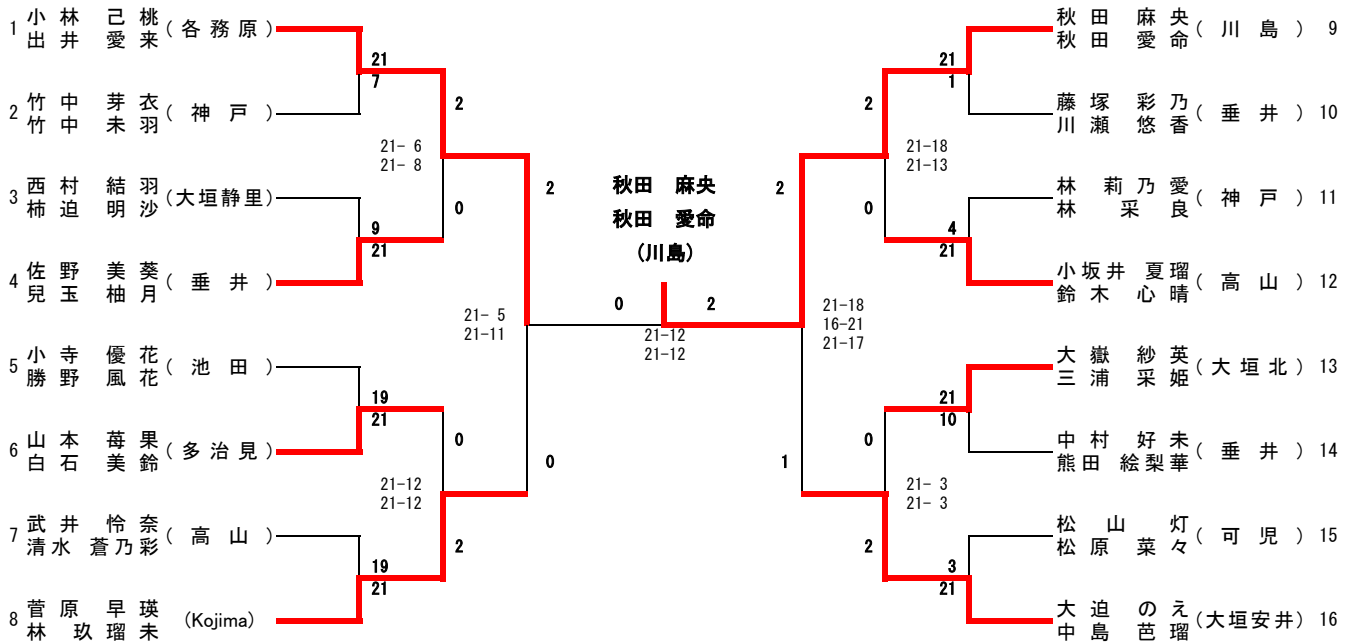 1 小林 己桃 (各務原)
出井 愛来
21
7
2 竹中 芽衣 (神戸)
竹中 未羽
2
21- 6
21- 8
3 西村 結羽 (大垣静里)
柿迫 明沙
0
9
21
4 佐野 美葵 (垂井)
兒玉 柚月
2
21- 5
21-11
5 小寺 優花 (池田)
勝野 風花
19
21
6 山本 苺果 (多治見)
白石 美鈴
0
21-12
21-12
7 武井 怜奈 (高山)
清水 蒼乃彩
2
19
21
8 菅原 早瑛 (Kojima)
林 玖瑠未
0
秋田 麻央
秋田 愛命
(川島)
0 2
21-12
21-12
秋田 麻央 (川島) 9
秋田 愛命
21
1
藤塚 彩乃 (垂井) 10
川瀬 悠香
2
21-18
21-13
林 莉乃愛 (神戸) 11
林 采良
0
4
21
小坂井 夏瑠 (高山) 12
鈴木 心晴
2
21-18
16-21
21-17
大嶽 紗英 (大垣北) 13
三浦 采姫
21
10
中村 好未 (垂井) 14
熊田 絵梨華
0
21- 3
21- 3
松山 灯 (可児) 15
松原 菜々
2
3
21
大迫 のえ (大垣安井) 16
中島 芭瑠
1